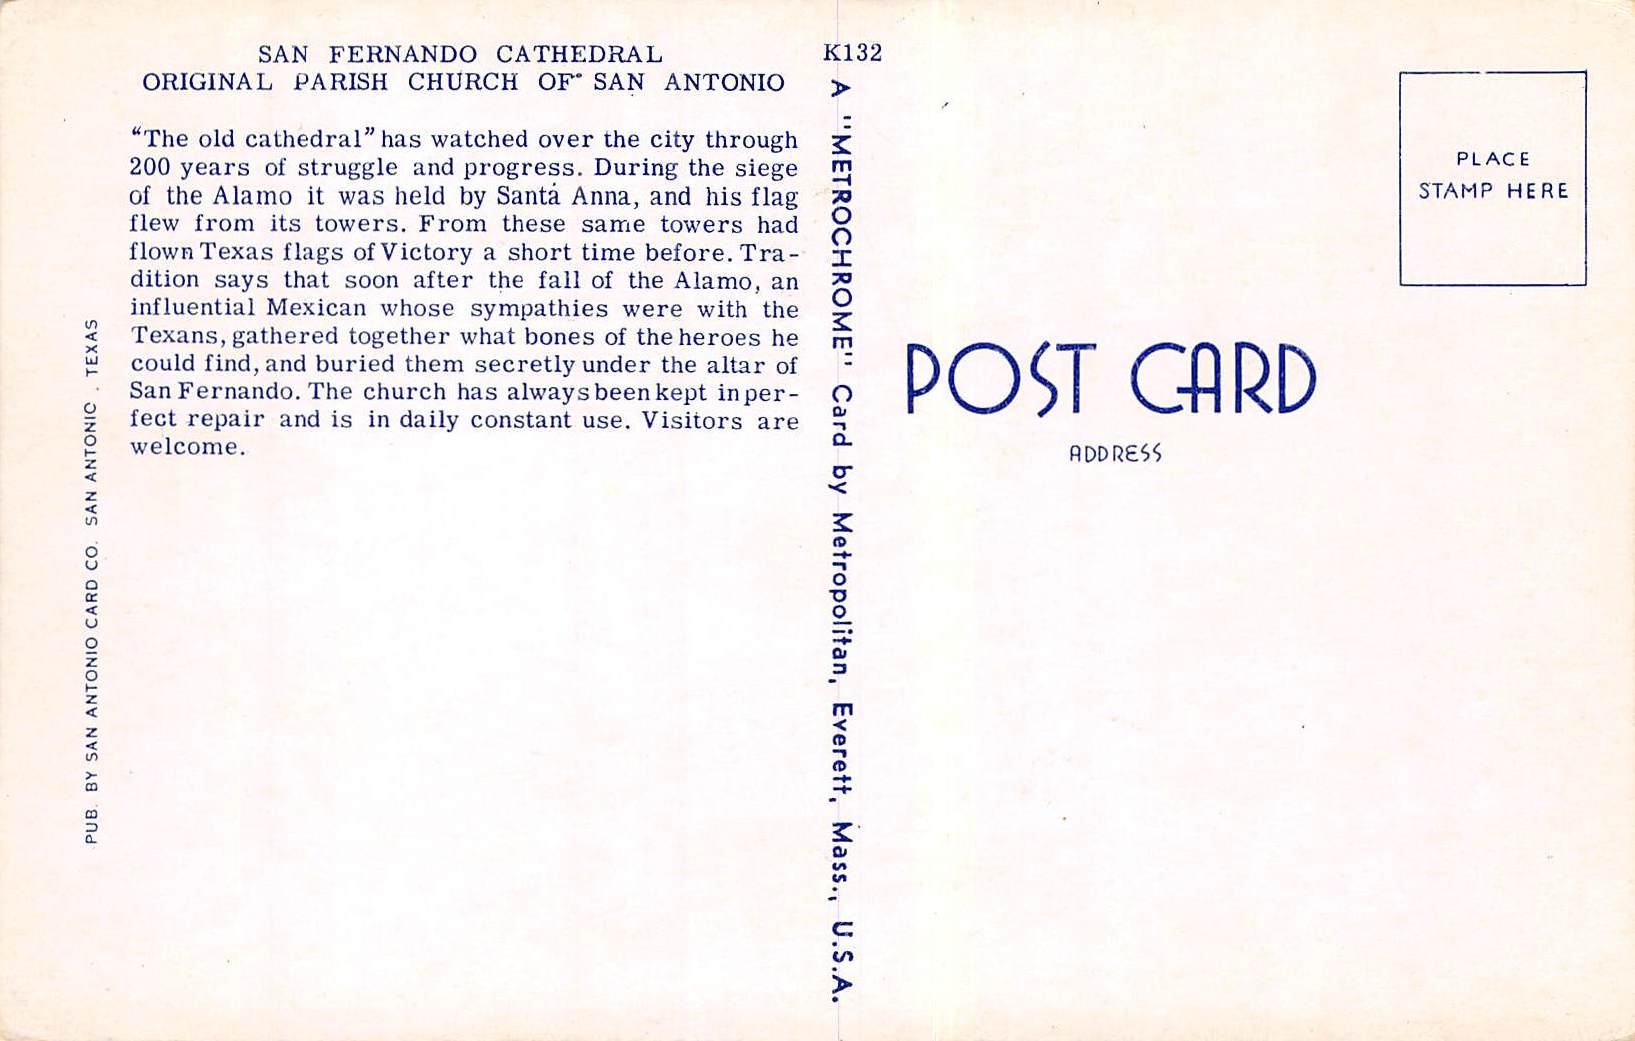 SAN FERNANDO CATHEDRAL
ORIGINAL PARISH CHURCH OF SAN ANTONIO
“The old cathedral” has watched over the city through
200 years of struggle and progress. During the siege
of the Alamo it was held by Santá Anna, and his flag
flew from its towers. From these same towers had
flown Texas flags of Victory a short time before. Tra-
dition says that soon after the fall of the Alamo, an
influential Mexican whose sympathies were with the
Texans, gathered together what bones of the heroes he
could find, and buried them secretly under the altar of
San Fernando. The church has always been kept in per-
fect repair and is in daily constant use. Visitors are
welcome.
PUB. BY SAN ANTONIO CARD CO. SAN ANTONIO, TEXAS
K132
A "METROCHROME" Card by Metropolitan, Everett, Mass., U.S.A.
PLACE
STAMP HERE
POST CARD
ADDRESS